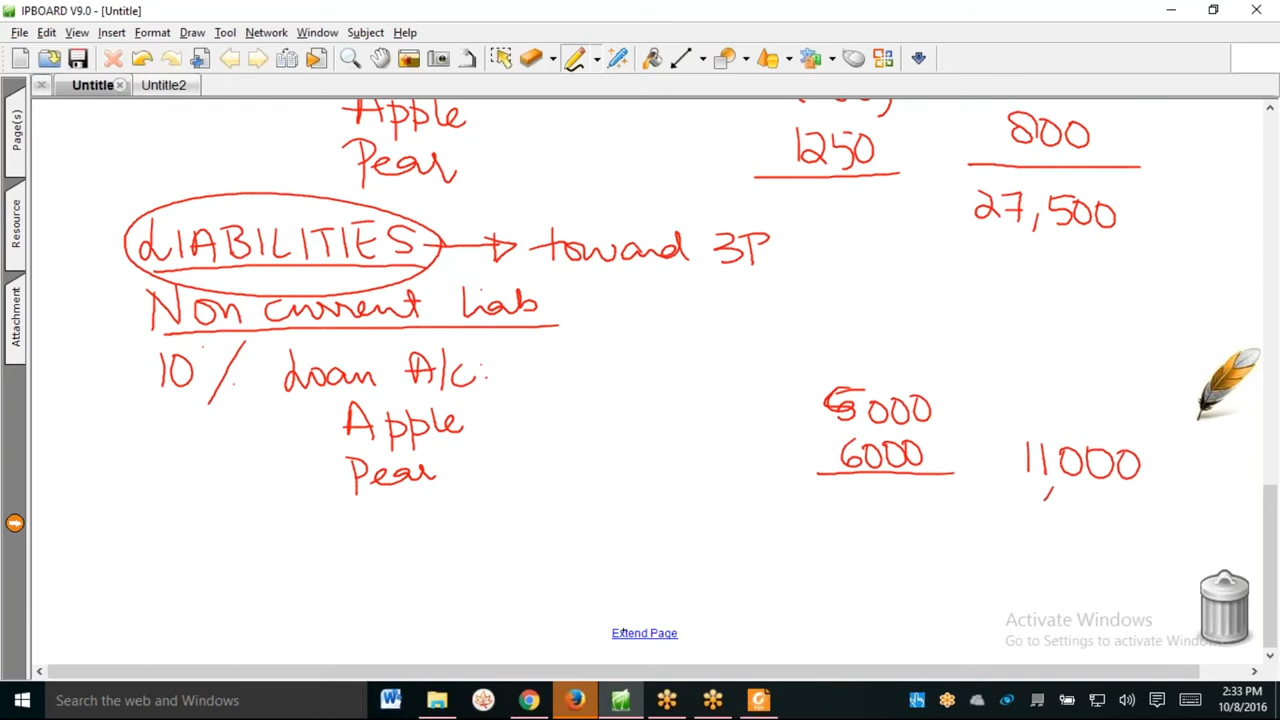 IPBOARD V9.0 - [Untitle]
File Edit View Insert Format Draw Tool Network Window Subject Help
Untitle Untitle2
Page(s)
Resource
Attachment
Apple
Pear 1250 800
27,500
LIABILITIES → toward 3P
Non current Liab
10% Loan A/c:
Apple 5000
Pear 6000 11,000
Extend Page
Activate Windows
Go to Settings to activate Windows
Search the web and Windows
2:33 PM
10/8/2016